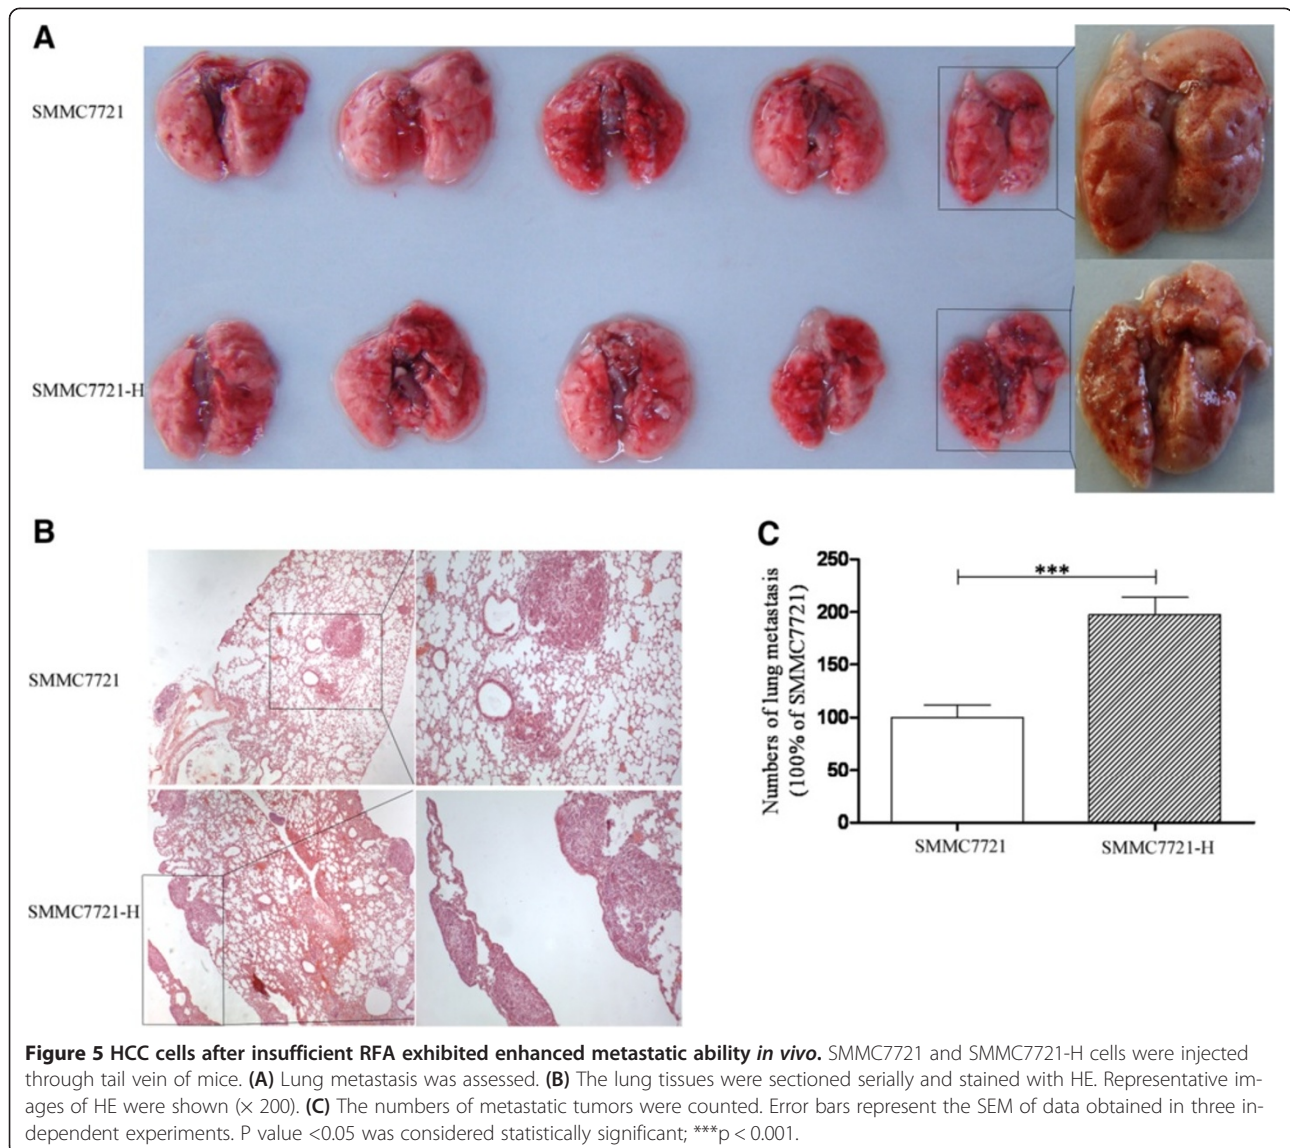 A
SMMC7721
SMMC7721-H
B
SMMC7721
SMMC7721-H
C
Numbers of lung metastasis
(100% of SMMC7721)
250
200
150
100
50
0
***
SMMC7721
SMMC7721-H
Figure 5 HCC cells after insufficient RFA exhibited enhanced metastatic ability in vivo. SMMC7721 and SMMC7721-H cells were injected
through tail vein of mice. (A) Lung metastasis was assessed. (B) The lung tissues were sectioned serially and stained with HE. Representative im-
ages of HE were shown (× 200). (C) The numbers of metastatic tumors were counted. Error bars represent the SEM of data obtained in three in-
dependent experiments. P value <0.05 was considered statistically significant; ***p < 0.001.